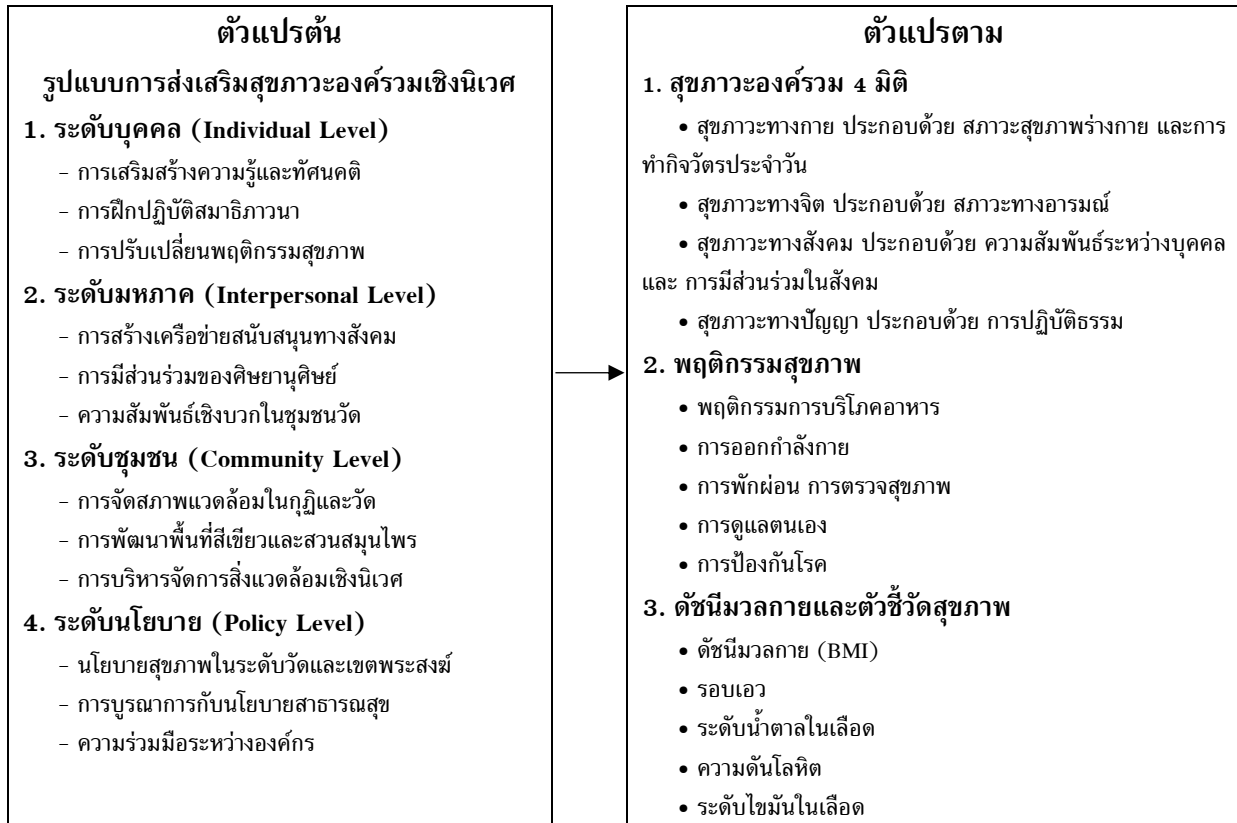 ตัวแปรต้น
รูปแบบการส่งเสริมสุขภาวะองค์รวมเชิงนิเวศ
1. ระดับบุคคล (Individual Level)
- การเสริมสร้างความรู้และทัศนคติ
- การฝึกปฏิบัติสมาธิภาวนา
- การปรับเปลี่ยนพฤติกรรมสุขภาพ
2. ระดับมหภาค (Interpersonal Level)
- การสร้างเครือข่ายสนับสนุนทางสังคม
- การมีส่วนร่วมของศิษยานุศิษย์
- ความสัมพันธ์เชิงบวกในชุมชนวัด
3. ระดับชุมชน (Community Level)
- การจัดสภาพแวดล้อมในกุฏิและวัด
- การพัฒนาพื้นที่สีเขียวและสวนสมุนไพร
- การบริหารจัดการสิ่งแวดล้อมเชิงนิเวศ
4. ระดับนโยบาย (Policy Level)
- นโยบายสุขภาพในระดับวัดและเขตพระสงฆ์
- การบูรณาการกับนโยบายสาธารณสุข
- ความร่วมมือระหว่างองค์กร
ตัวแปรตาม
1. สุขภาวะองค์รวม 4 มิติ
• สุขภาวะทางกาย ประกอบด้วย สภาวะสุขภาพร่างกาย และการ
ทำกิจวัตรประจำวัน
• สุขภาวะทางจิต ประกอบด้วย สภาวะทางอารมณ์
• สุขภาวะทางสังคม ประกอบด้วย ความสัมพันธ์ระหว่างบุคคล
และ การมีส่วนร่วมในสังคม
• สุขภาวะทางปัญญา ประกอบด้วย การปฏิบัติธรรม
2. พฤติกรรมสุขภาพ
• พฤติกรรมการบริโภคอาหาร
• การออกกำลังกาย
• การพักผ่อน การตรวจสุขภาพ
• การดูแลตนเอง
• การป้องกันโรค
3. ดัชนีมวลกายและตัวชี้วัดสุขภาพ
• ดัชนีมวลกาย (BMI)
• รอบเอว
• ระดับน้ำตาลในเลือด
• ความดันโลหิต
• ระดับไขมันในเลือด